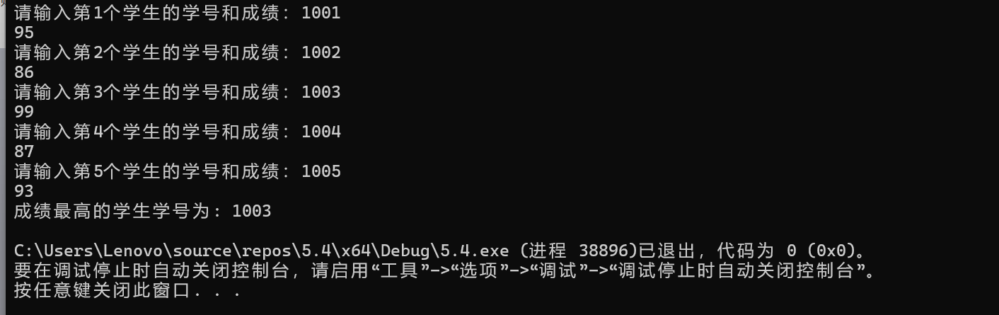 请输入第1个学生的学号和成绩：1001
95
请输入第2个学生的学号和成绩：1002
86
请输入第3个学生的学号和成绩：1003
99
请输入第4个学生的学号和成绩：1004
87
请输入第5个学生的学号和成绩：1005
93
成绩最高的学生学号为：1003
C:\Users\Lenovo\source\repos\5.4\x64\Debug\5.4.exe (进程 38896)已退出，代码为 0 (0x0)。
要在调试停止时自动关闭控制台，请启用“工具”->“选项”->“调试”->“调试停止时自动关闭控制台”。
按任意键关闭此窗口. . .